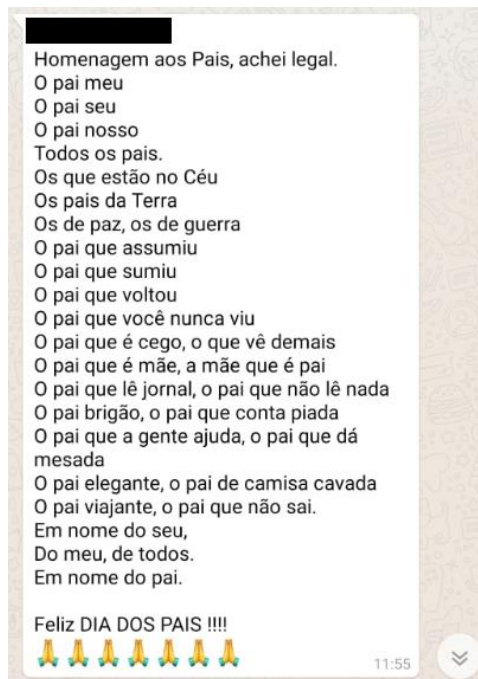 Homenagem aos Pais, achei legal.
O pai meu
O pai seu
O pai nosso
Todos os pais.
Os que estão no Céu
Os pais da Terra
Os de paz, os de guerra
O pai que assumiu
O pai que sumiu
O pai que voltou
O pai que você nunca viu
O pai que é cego, o que vê demais
O pai que é mãe, a mãe que é pai
O pai que lê jornal, o pai que não lê nada
O pai brigão, o pai que conta piada
O pai que a gente ajuda, o pai que dá
mesada
O pai elegante, o pai de camisa cavada
O pai viajante, o pai que não sai.
Em nome do seu,
Do meu, de todos.
Em nome do pai.
Feliz DIA DOS PAIS !!!!
🙏🙏🙏🙏🙏🙏🙏
11:55